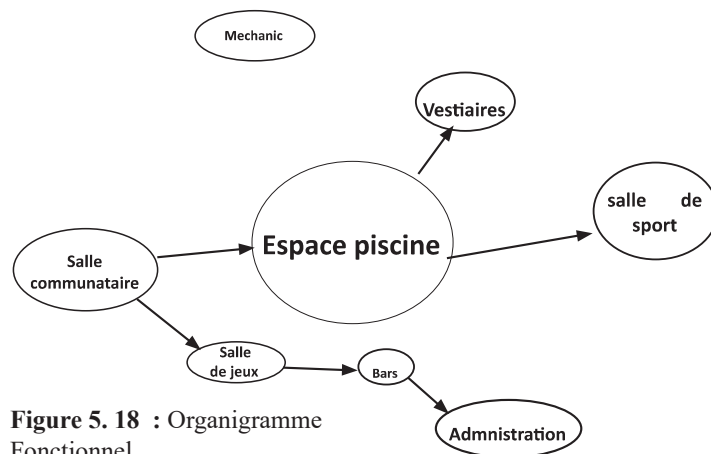 Mechanic
Vestiaires
salle de
sport
Espace piscine
Salle
communataire
Salle
de jeux
Bars
Admnistration
Figure 5. 18 : Organigramme
Fonctionnel